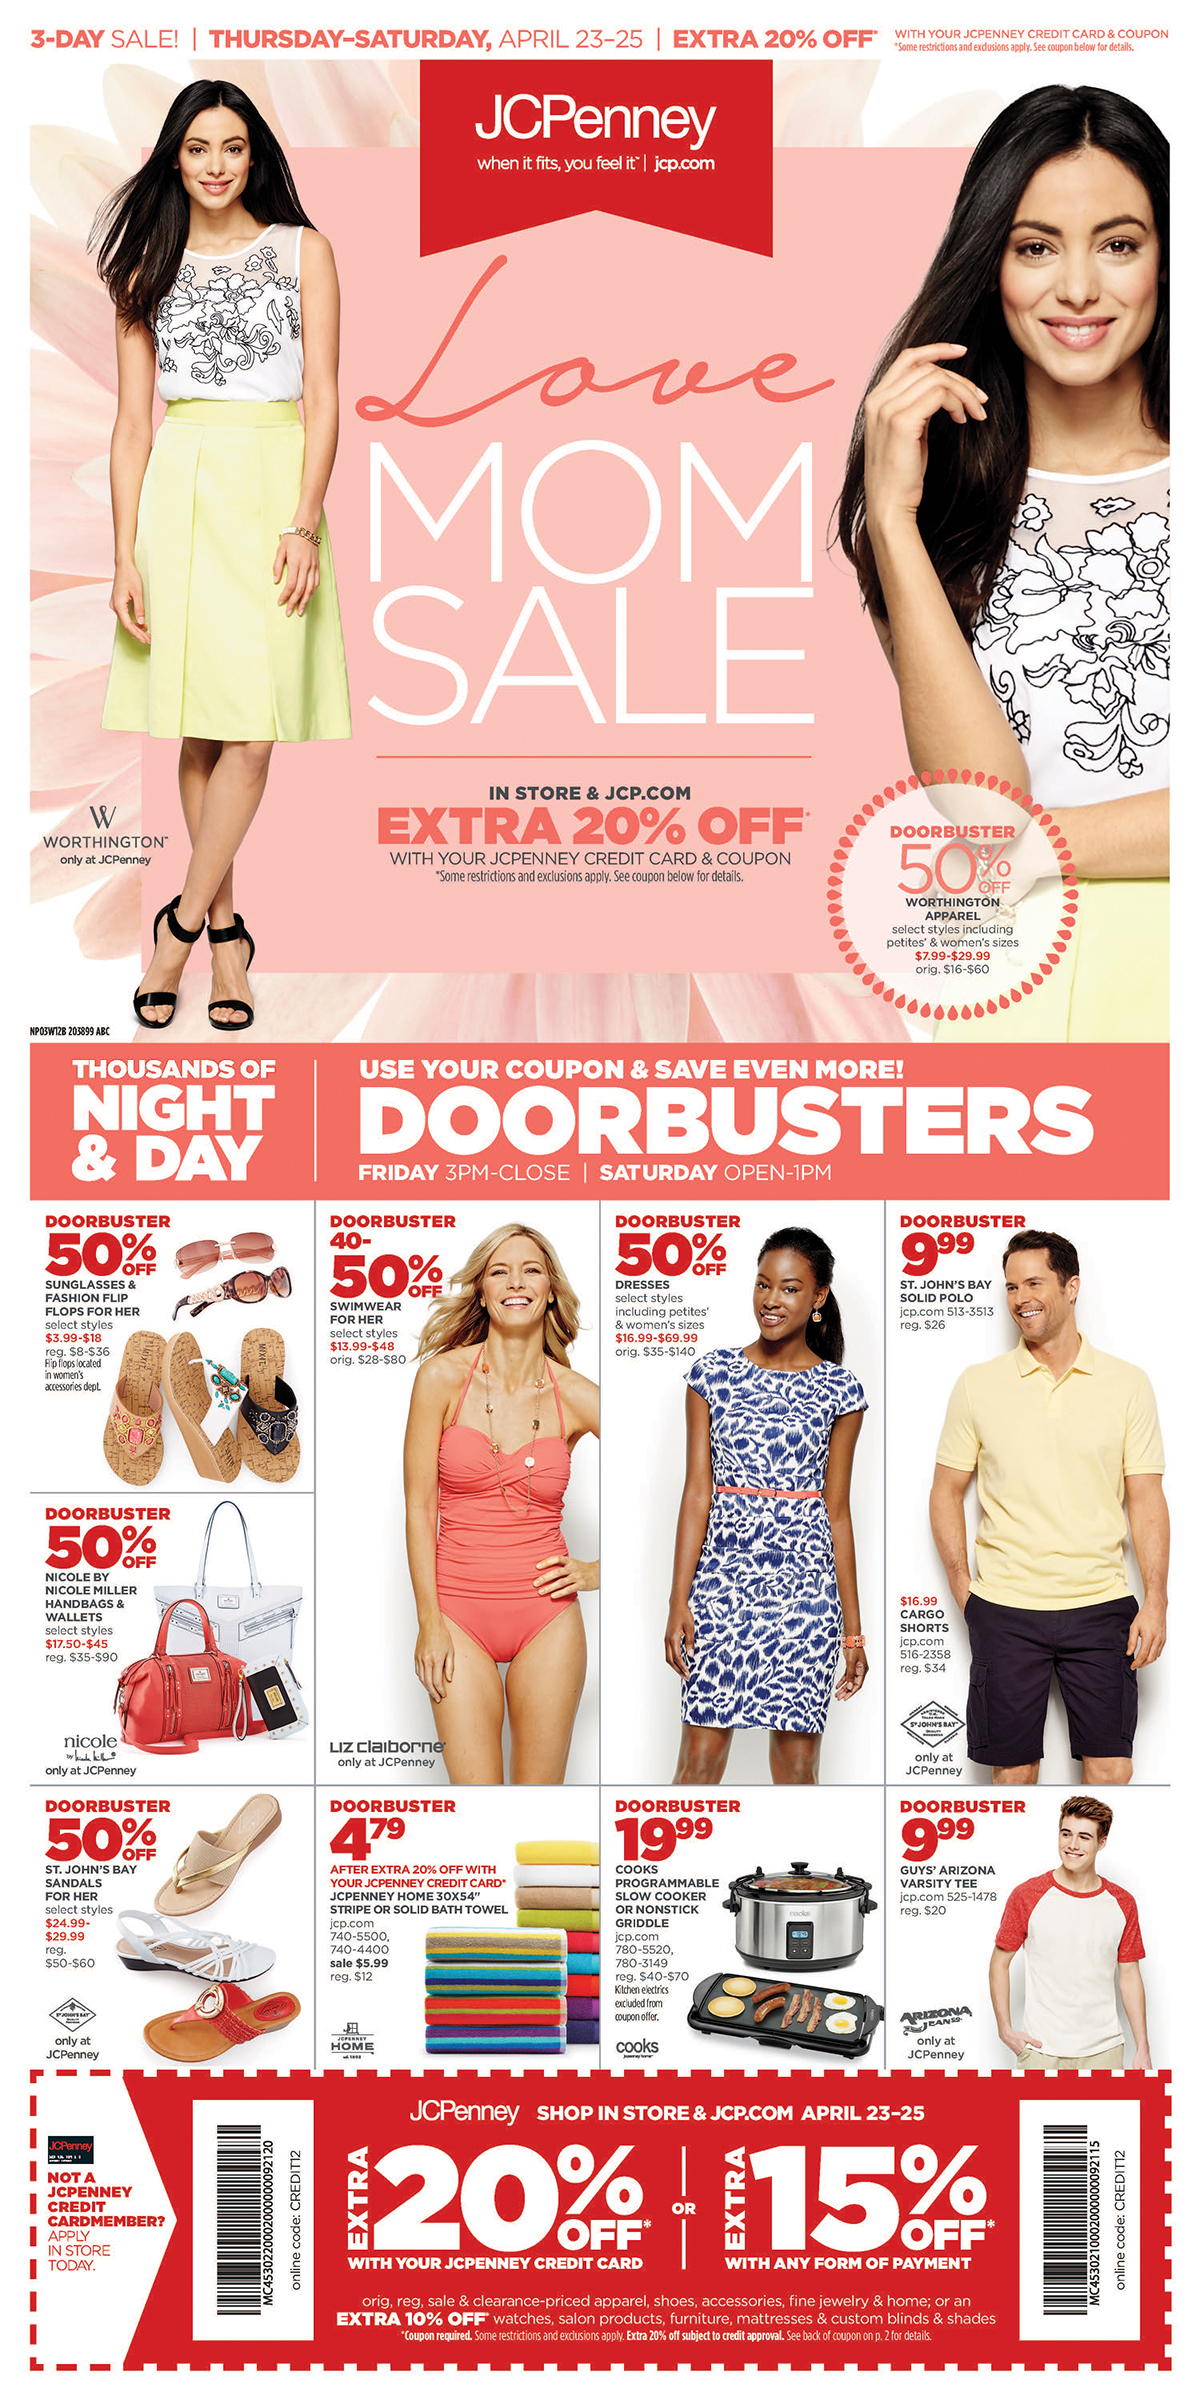 3-DAY SALE! | THURSDAY–SATURDAY, APRIL 23–25 | EXTRA 20% OFF*
WITH YOUR JCPENNEY CREDIT CARD & COUPON
*Some restrictions and exclusions apply. See coupon below for details.
JCPenney
when it fits, you feel it™ | jcp.com
Love
MOM
SALE
IN STORE & JCP.COM
EXTRA 20% OFF*
WITH YOUR JCPENNEY CREDIT CARD & COUPON
*Some restrictions and exclusions apply. See coupon below for details.
W
WORTHINGTON™
only at JCPenney
DOORBUSTER
50% OFF
WORTHINGTON
APPAREL
select styles including
petites' & women's sizes
$7.99-$29.99
orig. $16-$60
NP03W12B 203899 ABC
THOUSANDS OF
NIGHT
& DAY
USE YOUR COUPON & SAVE EVEN MORE!
DOORBUSTERS
FRIDAY 3PM-CLOSE | SATURDAY OPEN-1PM
DOORBUSTER
50% OFF
SUNGLASSES &
FASHION FLIP
FLOPS FOR HER
select styles
$3.99-$18
reg. $8-$36
Flip flops located
in women's
accessories dept.
MIXIT
DOORBUSTER
40-
50% OFF
SWIMWEAR
FOR HER
select styles
$13.99-$48
orig. $28-$80
LIZ claiborne
only at JCPenney
DOORBUSTER
50% OFF
DRESSES
select styles
including petites'
& women's sizes
$16.99-$69.99
orig. $35-$140
DOORBUSTER
9.99
ST. JOHN'S BAY
SOLID POLO
jcp.com 513-3513
reg. $26
$16.99
CARGO
SHORTS
jcp.com
516-2358
reg. $34
ST JOHN'S BAY
only at
JCPenney
DOORBUSTER
50% OFF
NICOLE BY
NICOLE MILLER
HANDBAGS &
WALLETS
select styles
$17.50-$45
reg. $35-$90
nicole
by
only at JCPenney
DOORBUSTER
50% OFF
ST. JOHN'S BAY
SANDALS
FOR HER
select styles
$24.99-
$29.99
reg.
$50-$60
ST JOHN'S BAY
only at
JCPenney
DOORBUSTER
4.79
AFTER EXTRA 20% OFF WITH
YOUR JCPENNEY CREDIT CARD*
JCPENNEY HOME 30X54"
STRIPE OR SOLID BATH TOWEL
jcp.com
740-5500,
740-4400
sale $5.99
reg. $12
JCPENNEY
HOME
DOORBUSTER
19.99
COOKS
PROGRAMMABLE
SLOW COOKER
OR NONSTICK
GRIDDLE
jcp.com
780-5520,
780-3149
reg. $40-$70
Kitchen electrics
excluded from
coupon offer.
cooks
DOORBUSTER
9.99
GUYS' ARIZONA
VARSITY TEE
jcp.com 525-1478
reg. $20
ARIZONA
JEAN CO
only at
JCPenney
JCPenney
NOT A
JCPENNEY
CREDIT
CARDMEMBER?
APPLY
IN STORE
TODAY.
MC4530220002000000092120
online code: CREDIT12
JCPenney SHOP IN STORE & JCP.COM APRIL 23-25
EXTRA 20% OFF*
WITH YOUR JCPENNEY CREDIT CARD
OR
EXTRA 15% OFF*
WITH ANY FORM OF PAYMENT
orig, reg, sale & clearance-priced apparel, shoes, accessories, fine jewelry & home; or an
EXTRA 10% OFF* watches, salon products, furniture, mattresses & custom blinds & shades
*Coupon required. Some restrictions and exclusions apply. Extra 20% off subject to credit approval. See back of coupon on p. 2 for details.
MC4530210002000000092115
online code: CREDIT12